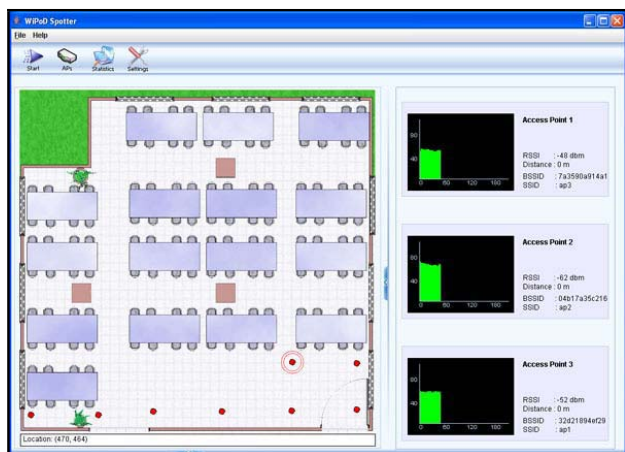 WiPoD Spotter
File Help
Start APs Statistics Settings
Access Point 1
80
40
0 60 120 180
RSSI :-48 dbm
Distance : 0 m
BSSID : 7a3590a914a1
SSID : ap3
Access Point 2
80
40
0 60 120 180
RSSI :-62 dbm
Distance : 0 m
BSSID : 04b17a35c216
SSID : ap2
Access Point 3
80
40
0 60 120 180
RSSI :-52 dbm
Distance : 0 m
BSSID : 32d21894ef29
SSID : ap1
Location: (470, 464)